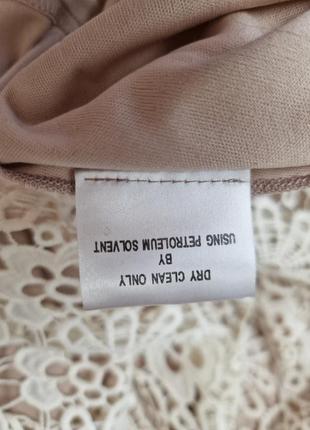 DRY CLEAN ONLY
BY
USING PETROLEUM SOLVENT